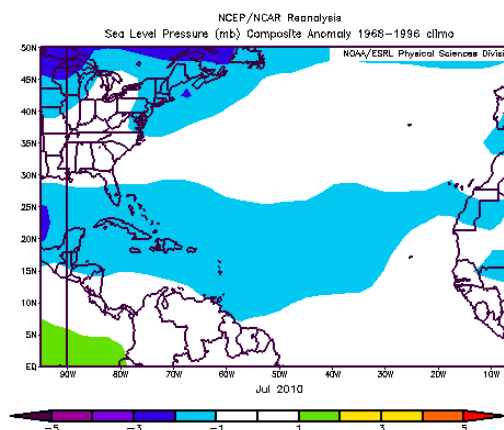 NCEP/NCAR Reanalysis
Sea Level Pressure (mb) Composite Anomaly 1968-1996 climo
NOAA/ESRL Physical Sciences Divisi
50N
45N
40N
35N
30N
25N
20N
15N
10N
5N
EQ
90W 80W 70W 60W 50W 40W 30W 20W 10W
Jul 2010
-5 -3 -1 1 3 5